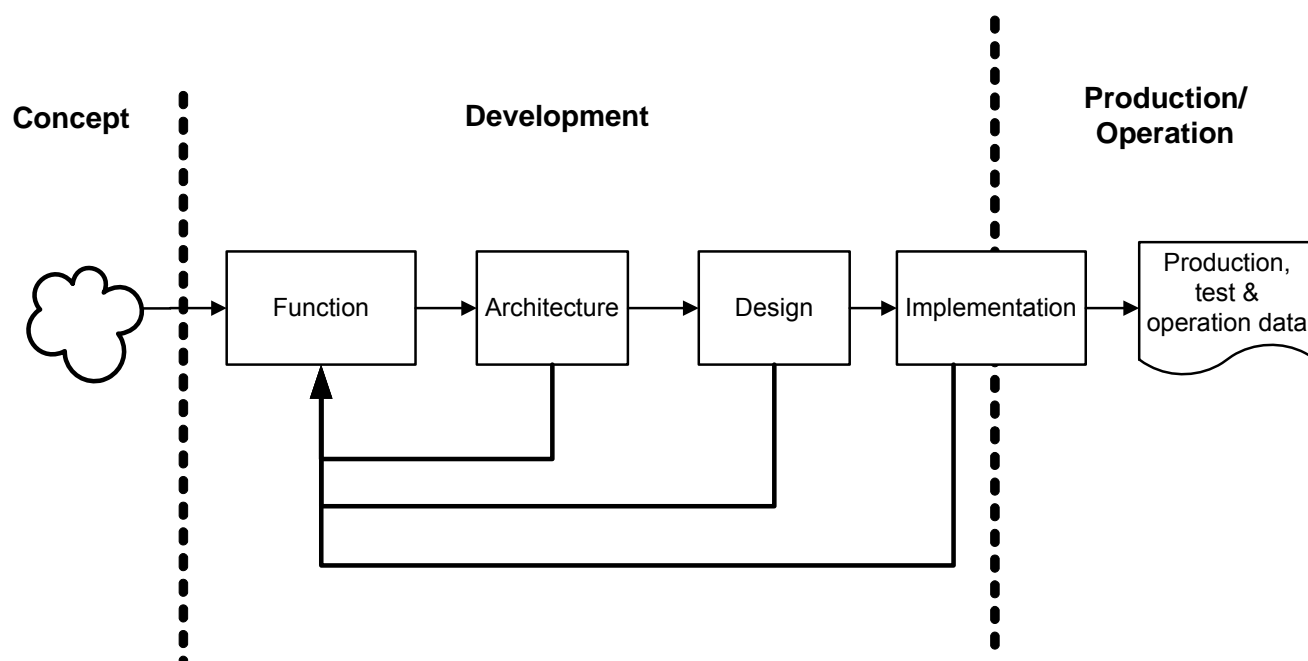 Concept
Development
Production/
Operation
Function
Architecture
Design
Implementation
Production,
test &
operation data